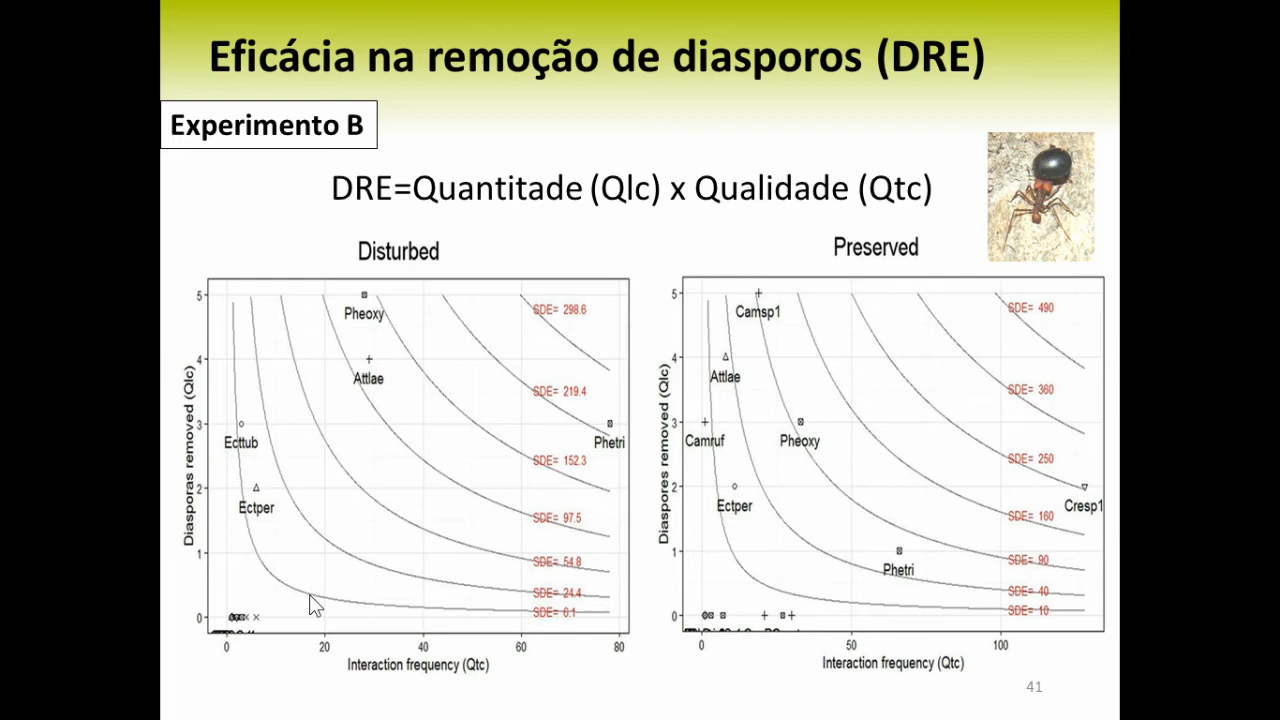 Eficácia na remoção de diasporos (DRE)
Experimento B
DRE=Quantitade (Qlc) x Qualidade (Qtc)
Disturbed
Diasporas removed (Qlc)
5
4
3
2
1
0
Pheoxy
Attlae
Ecttub
Ectper
Phetri
SDE= 298.6
SDE= 219.4
SDE= 152.3
SDE= 97.5
SDE= 54.8
SDE= 24.4
SDE= 6.1
0 20 40 60 80
Interaction frequency (Qtc)
Preserved
Diaspores removed (Qlc)
5
4
3
2
1
0
Camsp1
Attlae
Camruf
Pheoxy
Ectper
Cresp1
Phetri
SDE= 490
SDE= 360
SDE= 250
SDE= 160
SDE= 90
SDE= 40
SDE= 10
0 50 100
Interaction frequency (Qtc)
41